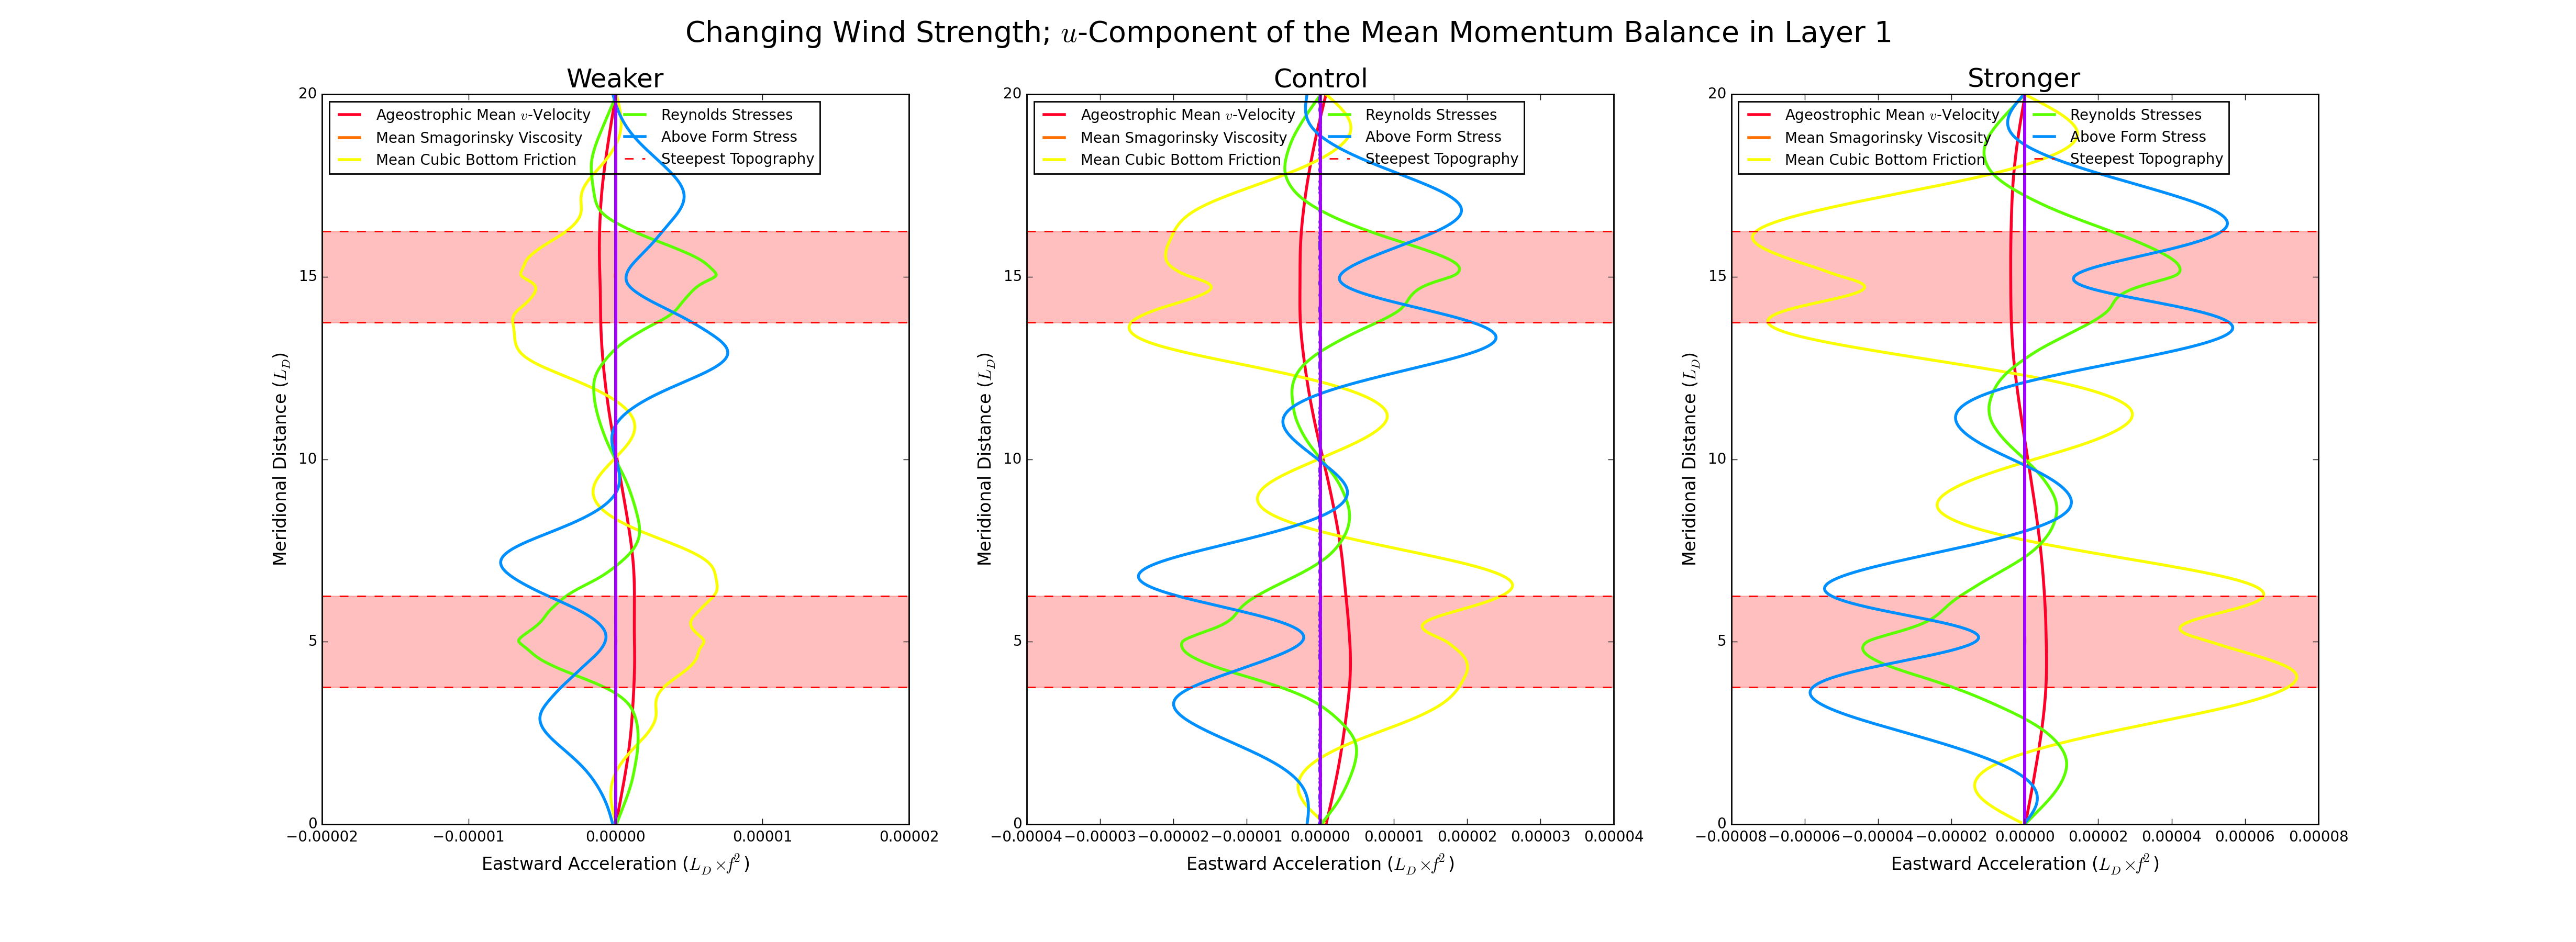 Changing Wind Strength; u-Component of the Mean Momentum Balance in Layer 1
Weaker
Ageostrophic Mean v-Velocity
Mean Smagorinsky Viscosity
Mean Cubic Bottom Friction
Reynolds Stresses
Above Form Stress
Steepest Topography
20
15
10
5
0
Meridional Distance (L_D)
−0.00002 −0.00001 0.00000 0.00001 0.00002
Eastward Acceleration (L_D×f²)
Control
Ageostrophic Mean v-Velocity
Mean Smagorinsky Viscosity
Mean Cubic Bottom Friction
Reynolds Stresses
Above Form Stress
Steepest Topography
20
15
10
5
0
Meridional Distance (L_D)
−0.00004 −0.00003 −0.00002 −0.00001 0.00000 0.00001 0.00002 0.00003 0.00004
Eastward Acceleration (L_D×f²)
Stronger
Ageostrophic Mean v-Velocity
Mean Smagorinsky Viscosity
Mean Cubic Bottom Friction
Reynolds Stresses
Above Form Stress
Steepest Topography
20
15
10
5
0
Meridional Distance (L_D)
−0.00008 −0.00006 −0.00004 −0.00002 0.00000 0.00002 0.00004 0.00006 0.00008
Eastward Acceleration (L_D×f²)